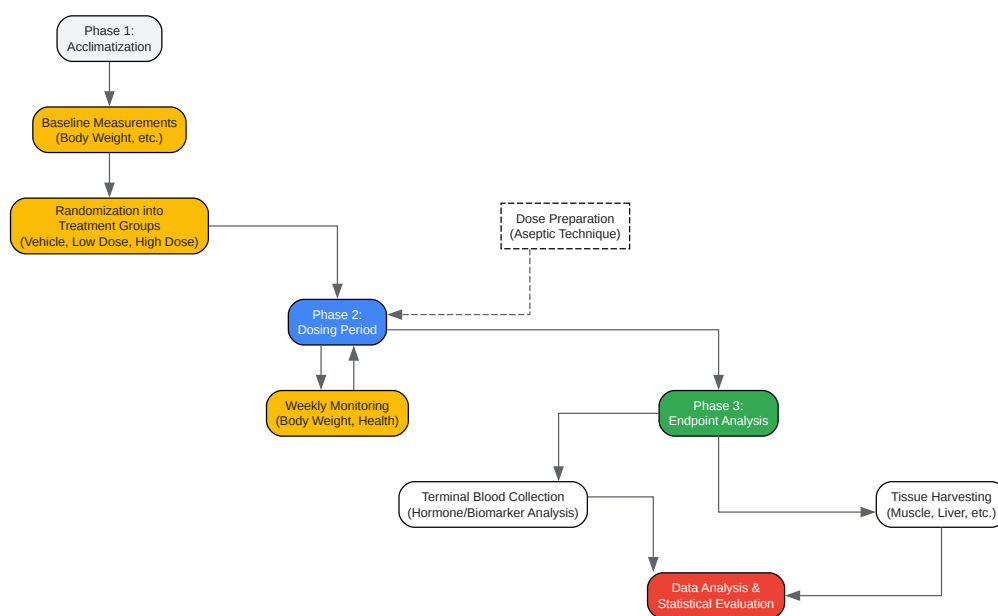 Phase 1:
Acclimatization
Baseline Measurements
(Body Weight, etc.)
Randomization into
Treatment Groups
(Vehicle, Low Dose, High Dose)
Dose Preparation
(Aseptic Technique)
Phase 2:
Dosing Period
Weekly Monitoring
(Body Weight, Health)
Phase 3:
Endpoint Analysis
Terminal Blood Collection
(Hormone/Biomarker Analysis)
Tissue Harvesting
(Muscle, Liver, etc.)
Data Analysis &
Statistical Evaluation